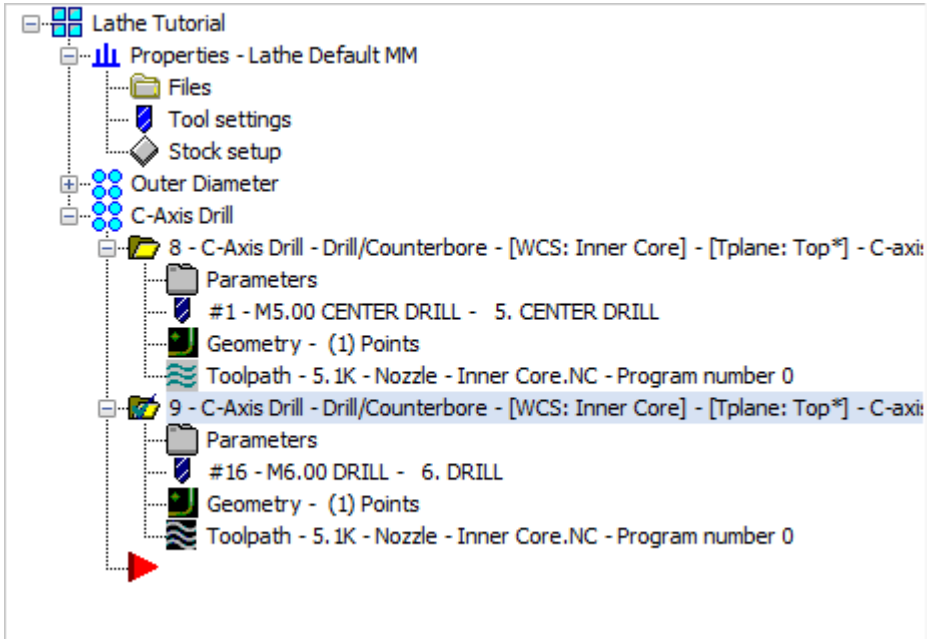 Lathe Tutorial
Properties - Lathe Default MM
Files
Tool settings
Stock setup
Outer Diameter
C-Axis Drill
8 - C-Axis Drill - Drill/Counterbore - [WCS: Inner Core] - [Tplane: Top*] - C-axi
Parameters
#1 - M5.00 CENTER DRILL - 5. CENTER DRILL
Geometry - (1) Points
Toolpath - 5.1K - Nozzle - Inner Core.NC - Program number 0
9 - C-Axis Drill - Drill/Counterbore - [WCS: Inner Core] - [Tplane: Top*] - C-axi
Parameters
#16 - M6.00 DRILL - 6. DRILL
Geometry - (1) Points
Toolpath - 5.1K - Nozzle - Inner Core.NC - Program number 0